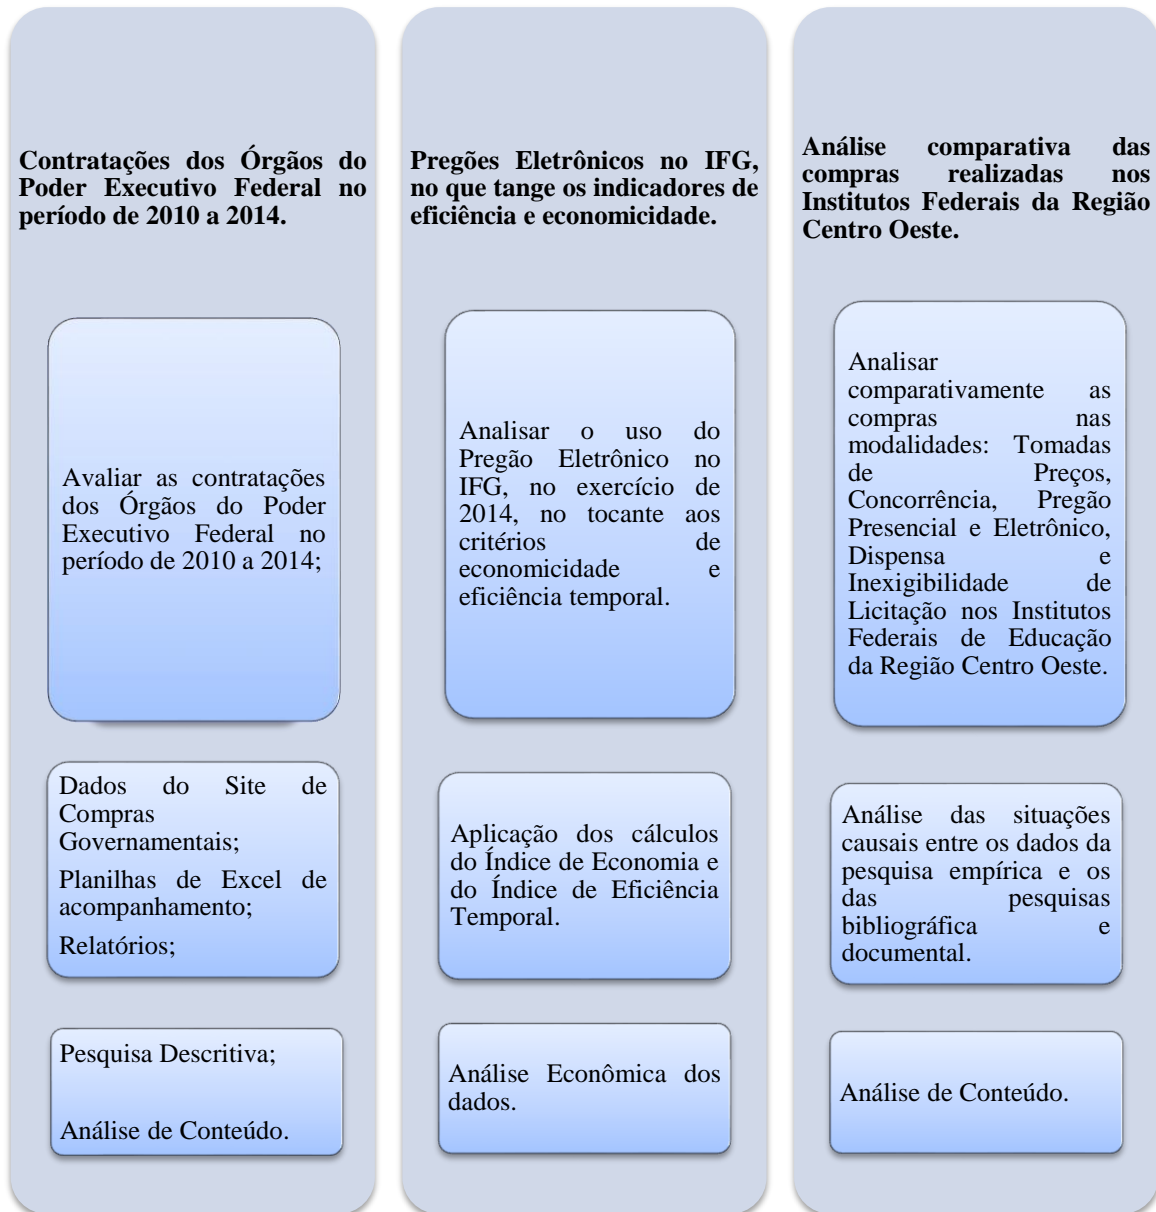 Contratações dos Órgãos do
Poder Executivo Federal no
período de 2010 a 2014.
Avaliar as contratações
dos Órgãos do Poder
Executivo Federal no
período de 2010 a 2014;
Dados do Site de
Compras
Governamentais;
Planilhas de Excel de
acompanhamento;
Relatórios;
Pesquisa Descritiva;
Análise de Conteúdo.
Pregões Eletrônicos no IFG,
no que tange os indicadores de
eficiência e economicidade.
Analisar o uso do
Pregão Eletrônico no
IFG, no exercício de
2014, no tocante aos
critérios de
economicidade e
eficiência temporal.
Aplicação dos cálculos
do Índice de Economia e
do Índice de Eficiência
Temporal.
Análise Econômica dos
dados.
Análise comparativa das
compras realizadas nos
Institutos Federais da Região
Centro Oeste.
Analisar
comparativamente as
compras nas
modalidades: Tomadas
de Preços,
Concorrência, Pregão
Presencial e Eletrônico,
Dispensa e
Inexigibilidade de
Licitação nos Institutos
Federais de Educação
da Região Centro Oeste.
Análise das situações
causais entre os dados da
pesquisa empírica e os
das pesquisas
bibliográfica e
documental.
Análise de Conteúdo.